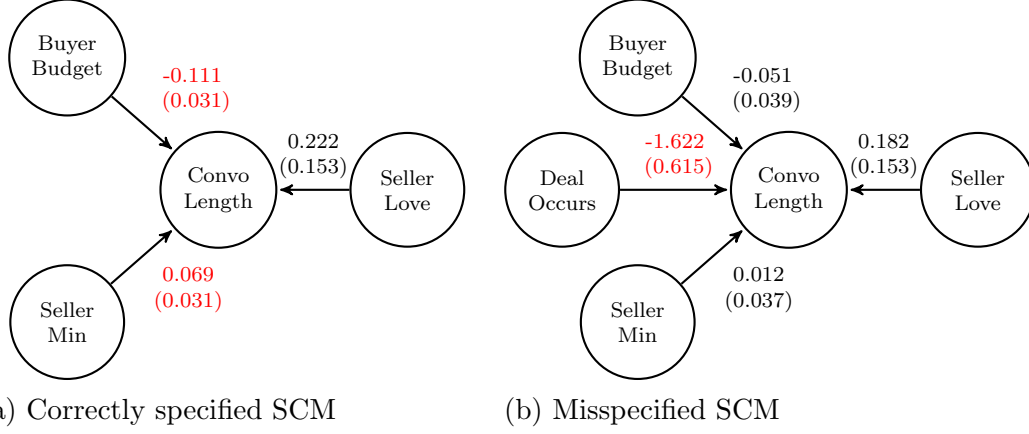 Buyer
Budget
-0.111
(0.031)
Convo
Length
0.222
(0.153)
Seller
Love
0.069
(0.031)
Seller
Min
) Correctly specified SCM
Buyer
Budget
-0.051
(0.039)
Deal
Occurs
-1.622
(0.615)
Convo
Length
0.182
(0.153)
Seller
Love
0.012
(0.037)
Seller
Min
(b) Misspecified SCM